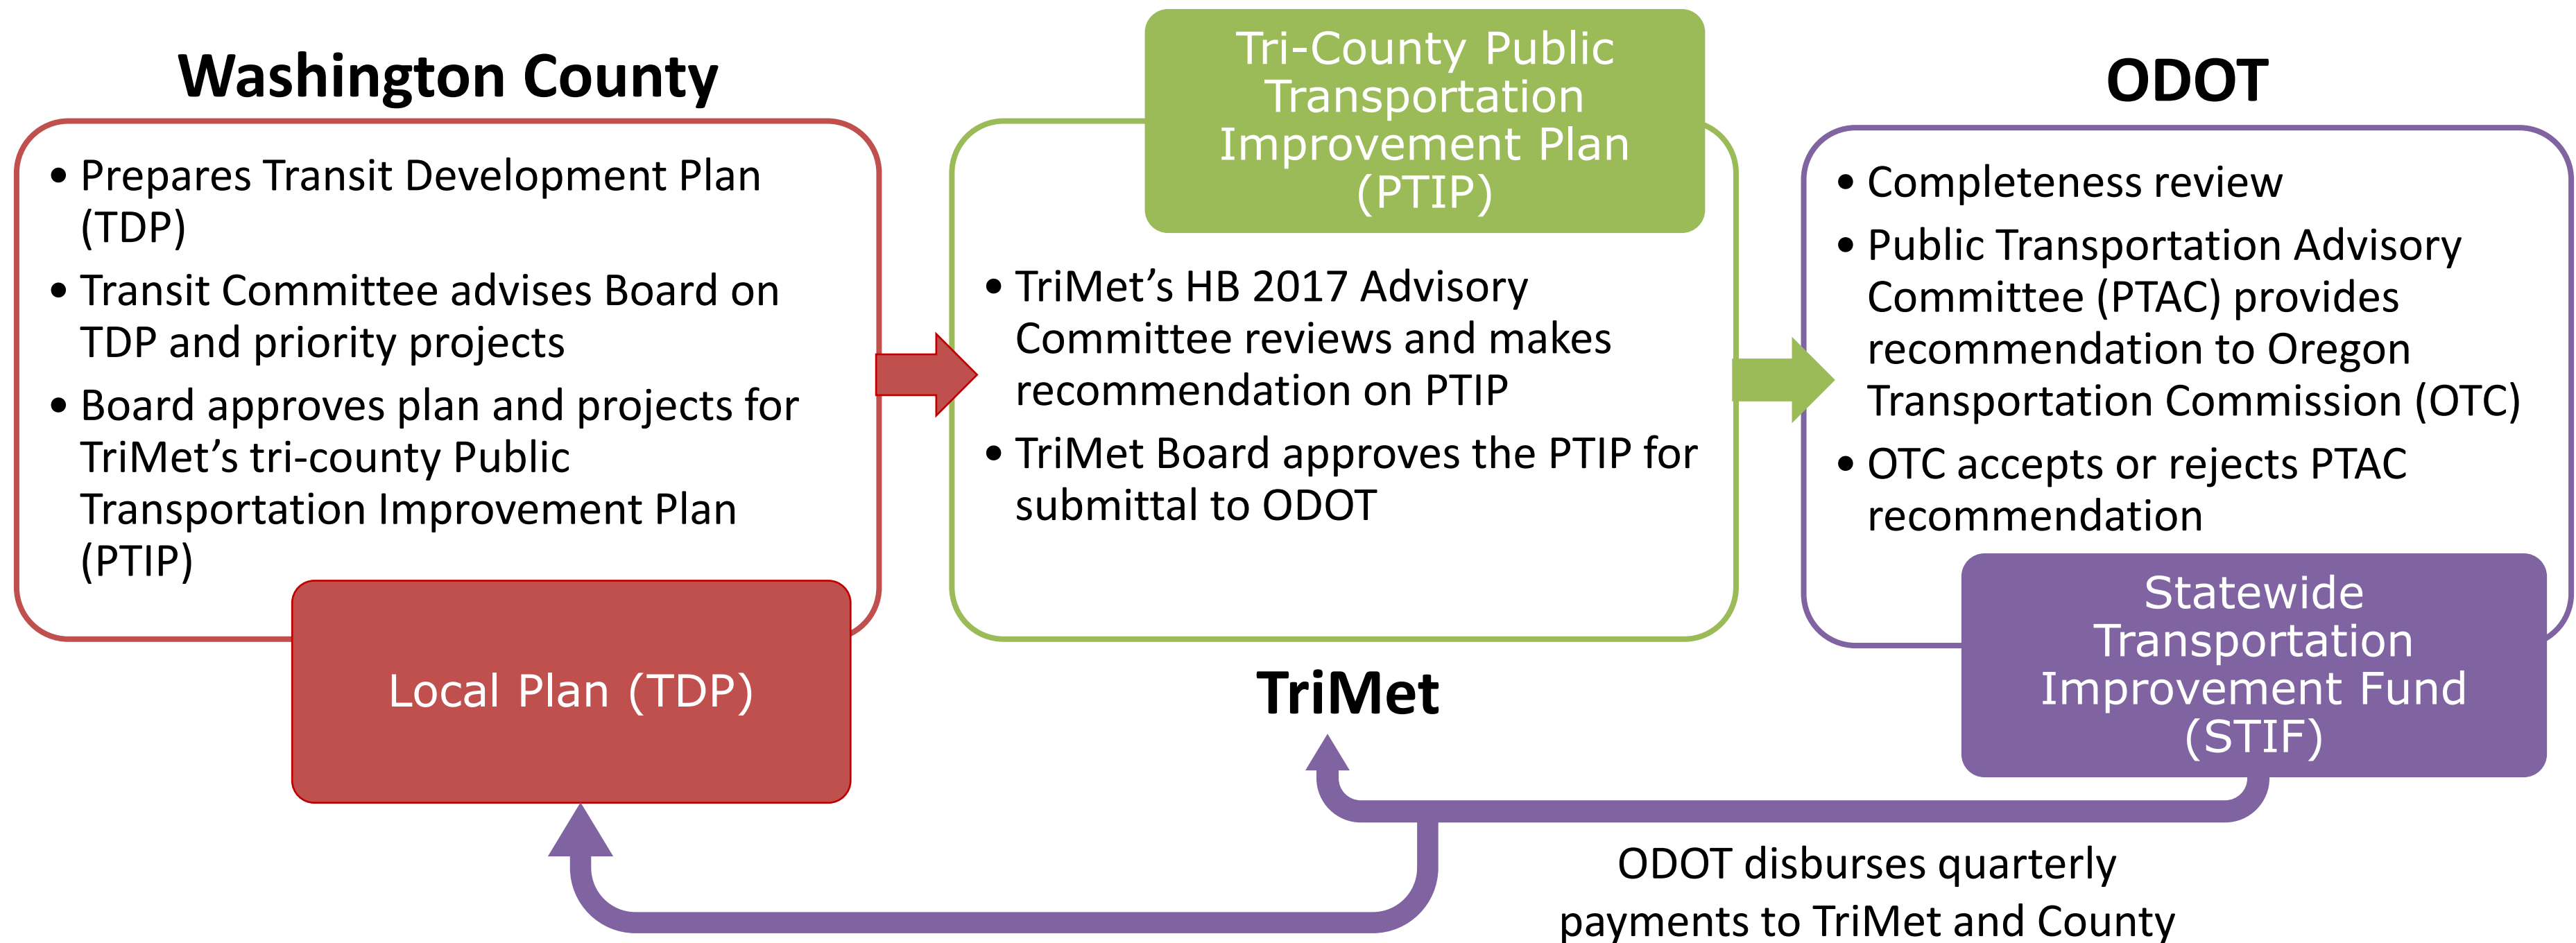 Washington County
• Prepares Transit Development Plan
(TDP)
• Transit Committee advises Board on
TDP and priority projects
• Board approves plan and projects for
TriMet’s tri-county Public
Transportation Improvement Plan
(PTIP)
Local Plan (TDP)
Tri-County Public
Transportation
Improvement Plan
(PTIP)
• TriMet’s HB 2017 Advisory
Committee reviews and makes
recommendation on PTIP
• TriMet Board approves the PTIP for
submittal to ODOT
TriMet
ODOT
• Completeness review
• Public Transportation Advisory
Committee (PTAC) provides
recommendation to Oregon
Transportation Commission (OTC)
• OTC accepts or rejects PTAC
recommendation
Statewide
Transportation
Improvement Fund
(STIF)
ODOT disburses quarterly
payments to TriMet and County